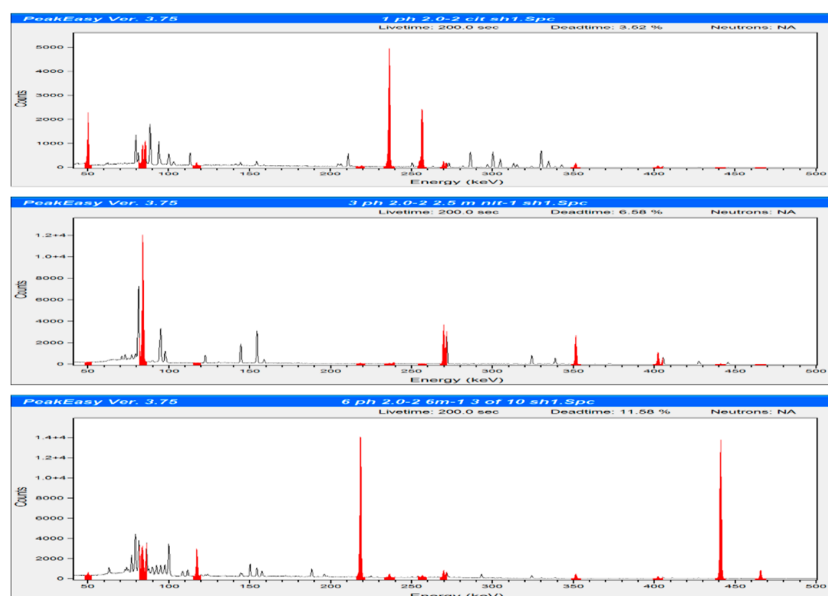 PeakEasy Ver. 3.75 1 ph 2.0-2 cit sh1.Spc
Livetime: 200.0 sec Deadtime: 3.52 % Neutrons: NA
5000
4000
3000
2000
1000
0
Counts
50 100 150 200 250 300 350 400 450 500
Energy (keV)
PeakEasy Ver. 3.75 3 ph 2.0-2 2.5 m nit-1 sh1.Spc
Livetime: 200.0 sec Deadtime: 6.58 % Neutrons: NA
1.2+4
1.0+4
8000
6000
4000
2000
0
Counts
50 100 150 200 250 300 350 400 450 500
Energy (keV)
PeakEasy Ver. 3.75 6 ph 2.0-2 6m-1 3 of 10 sh1.Spc
Livetime: 200.0 sec Deadtime: 11.58 % Neutrons: NA
1.4+4
1.2+4
1.0+4
8000
6000
4000
2000
0
Counts
50 100 150 200 250 300 350 400 450 500
Energy (keV)